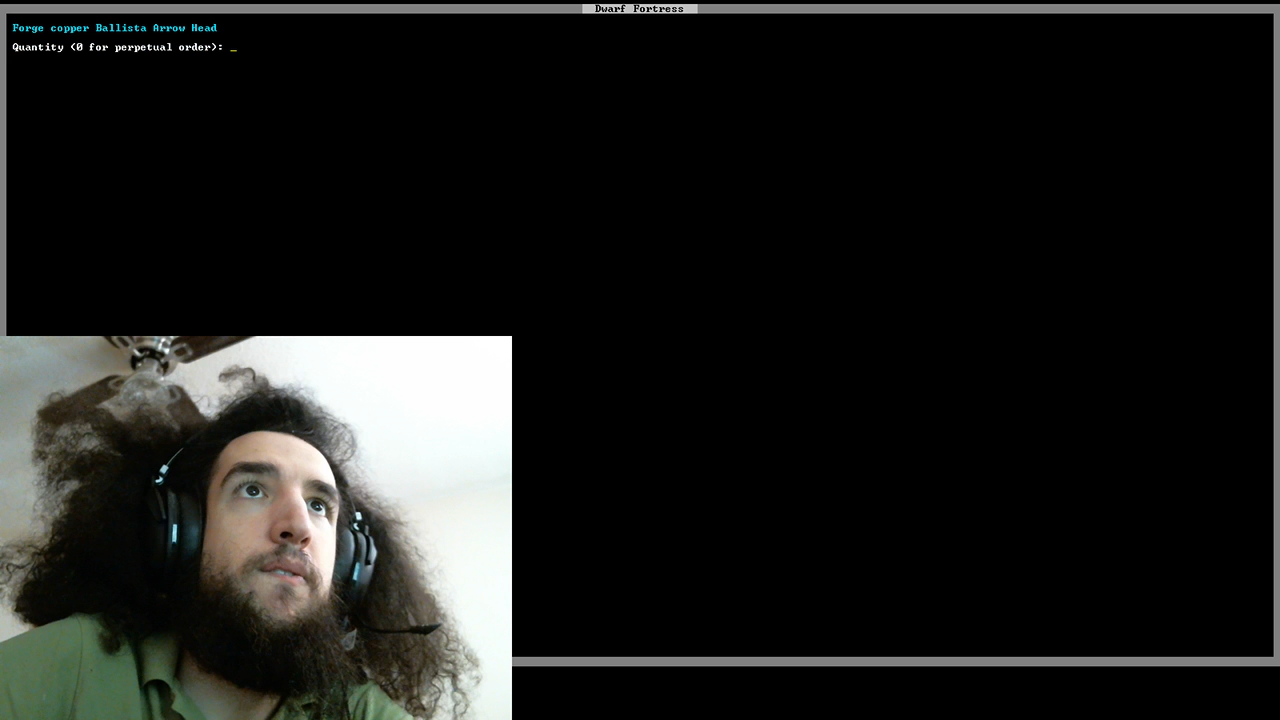 Dwarf Fortress
Forge copper Ballista Arrow Head
Quantity (0 for perpetual order): _